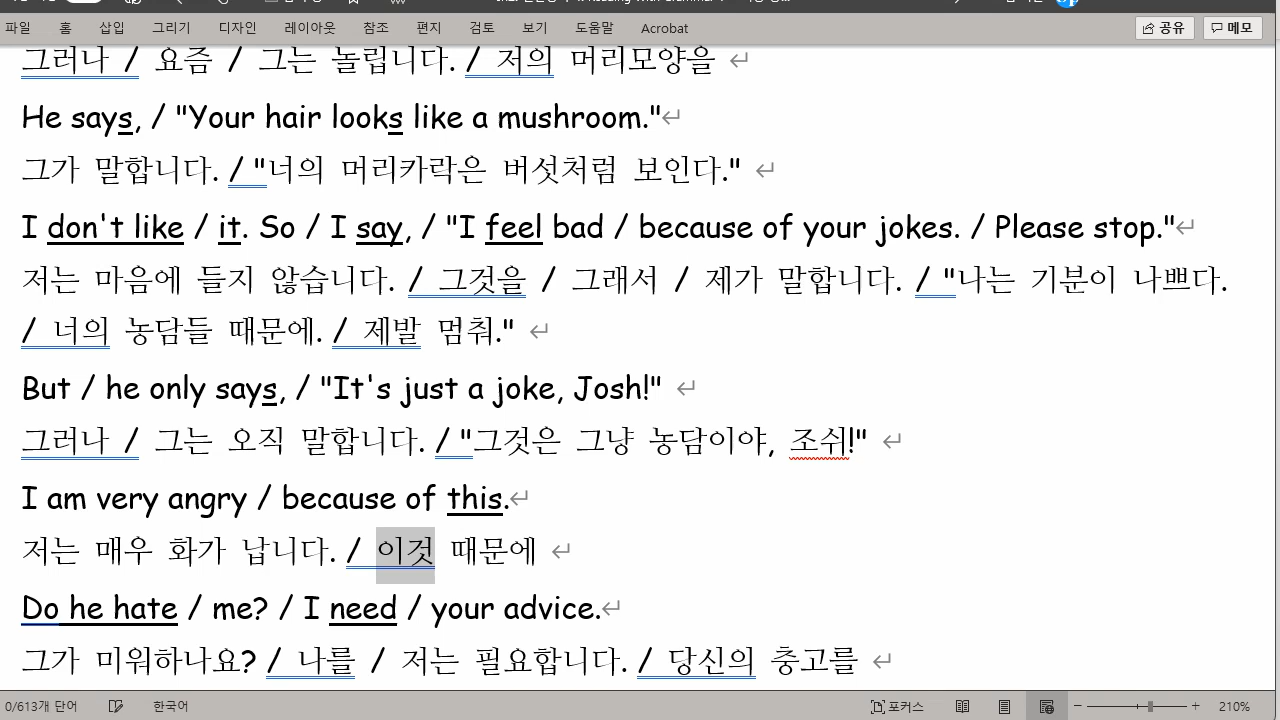 파일 홈 삽입 그리기 디자인 레이아웃 참조 편지 검토 보기 도움말 Acrobat 공유 메모
그러나 / 요즘 / 그는 놀립니다. / 저의 머리모양을
He says, / "Your hair looks like a mushroom."
그가 말합니다. / "너의 머리카락은 버섯처럼 보인다."
I don't like / it. So / I say, / "I feel bad / because of your jokes. / Please stop."
저는 마음에 들지 않습니다. / 그것을 / 그래서 / 제가 말합니다. / "나는 기분이 나쁘다.
/ 너의 농담들 때문에. / 제발 멈춰."
But / he only says, / "It's just a joke, Josh!"
그러나 / 그는 오직 말합니다. / "그것은 그냥 농담이야, 조쉬!"
I am very angry / because of this.
저는 매우 화가 납니다. / 이것 때문에
Do he hate / me? / I need / your advice.
그가 미워하나요? / 나를 / 저는 필요합니다. / 당신의 충고를
0/613개 단어 한국어 포커스 210%